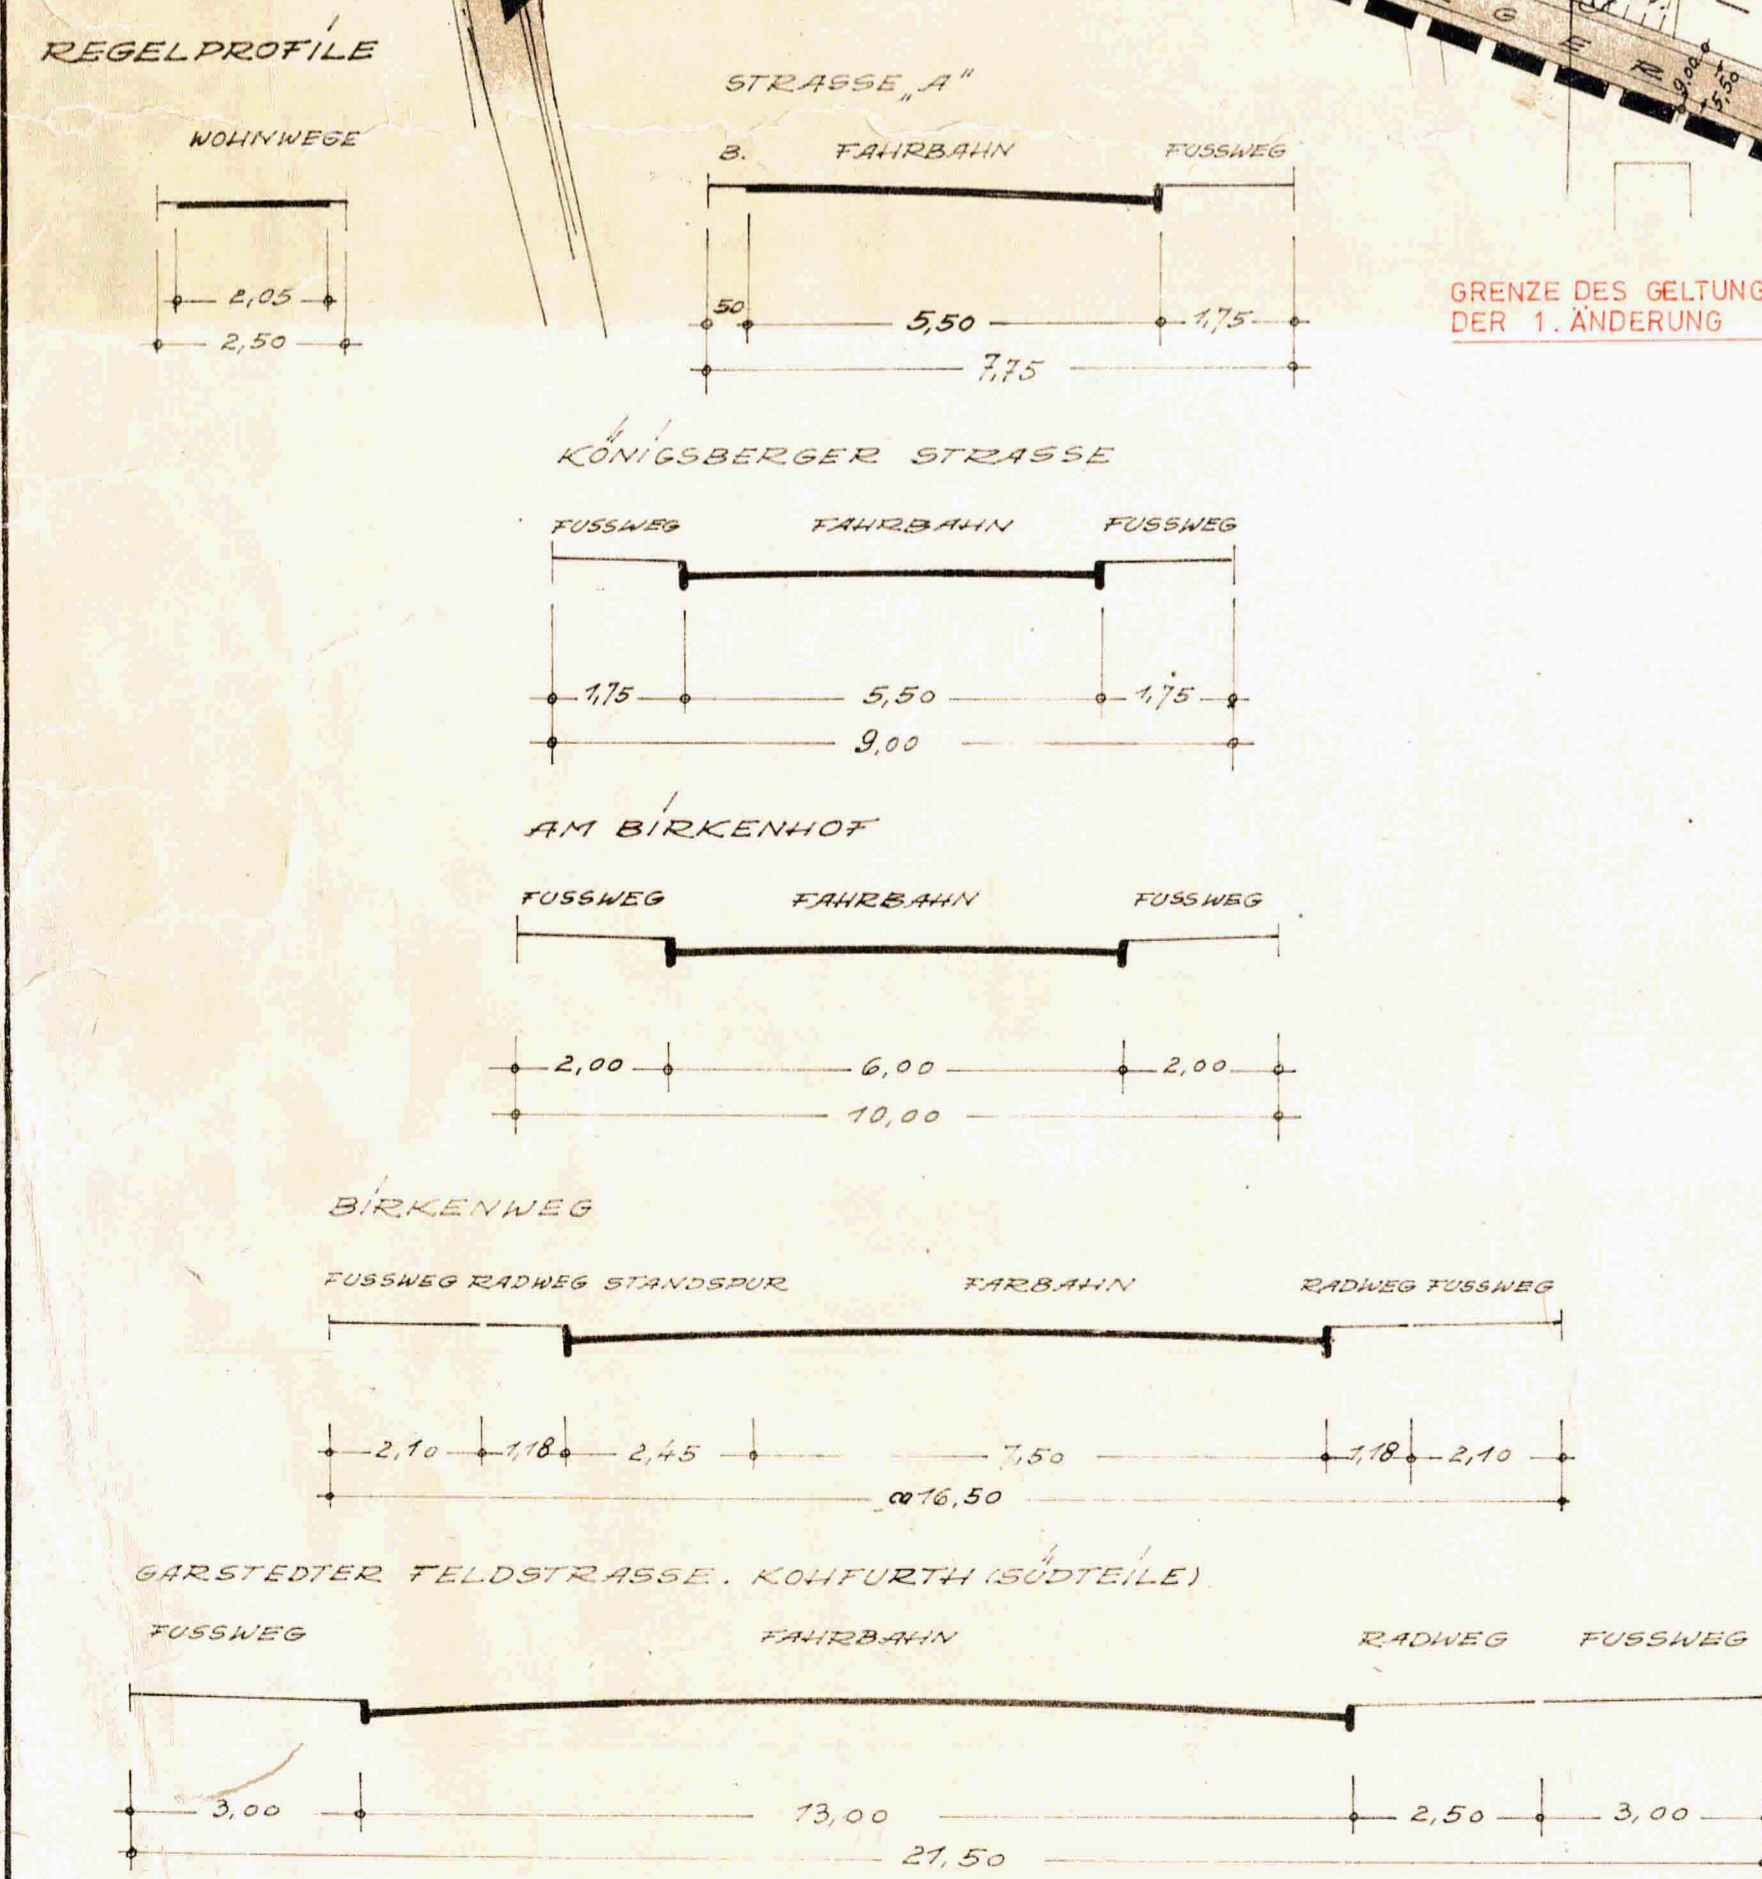 REGELPROFILE
WOHNWEGE
2,05
2,50
STRASSE „A"
B. FAHRBAHN FUSSWEG
50 5,50 1,75
7,75
G E R
9,00
5,50
GRENZE DES GELTUNG
DER 1. ÄNDERUNG
KÖNIGSBERGER STRASSE
FUSSWEG FAHRBAHN FUSSWEG
1,75 5,50 1,75
9,00
AM BIRKENHOF
FUSSWEG FAHRBAHN FUSSWEG
2,00 6,00 2,00
10,00
BIRKENWEG
FUSSWEG RADWEG STANDSPUR FARBAHN RADWEG FUSSWEG
2,10 1,18 2,45 7,50 1,18 2,10
∞ 16,50
GARSTEDTER FELDSTRASSE. KOHFURTH (SÜDTEILE)
FUSSWEG FAHRBAHN RADWEG FUSSWEG
3,00 13,00 2,50 3,00
21,50